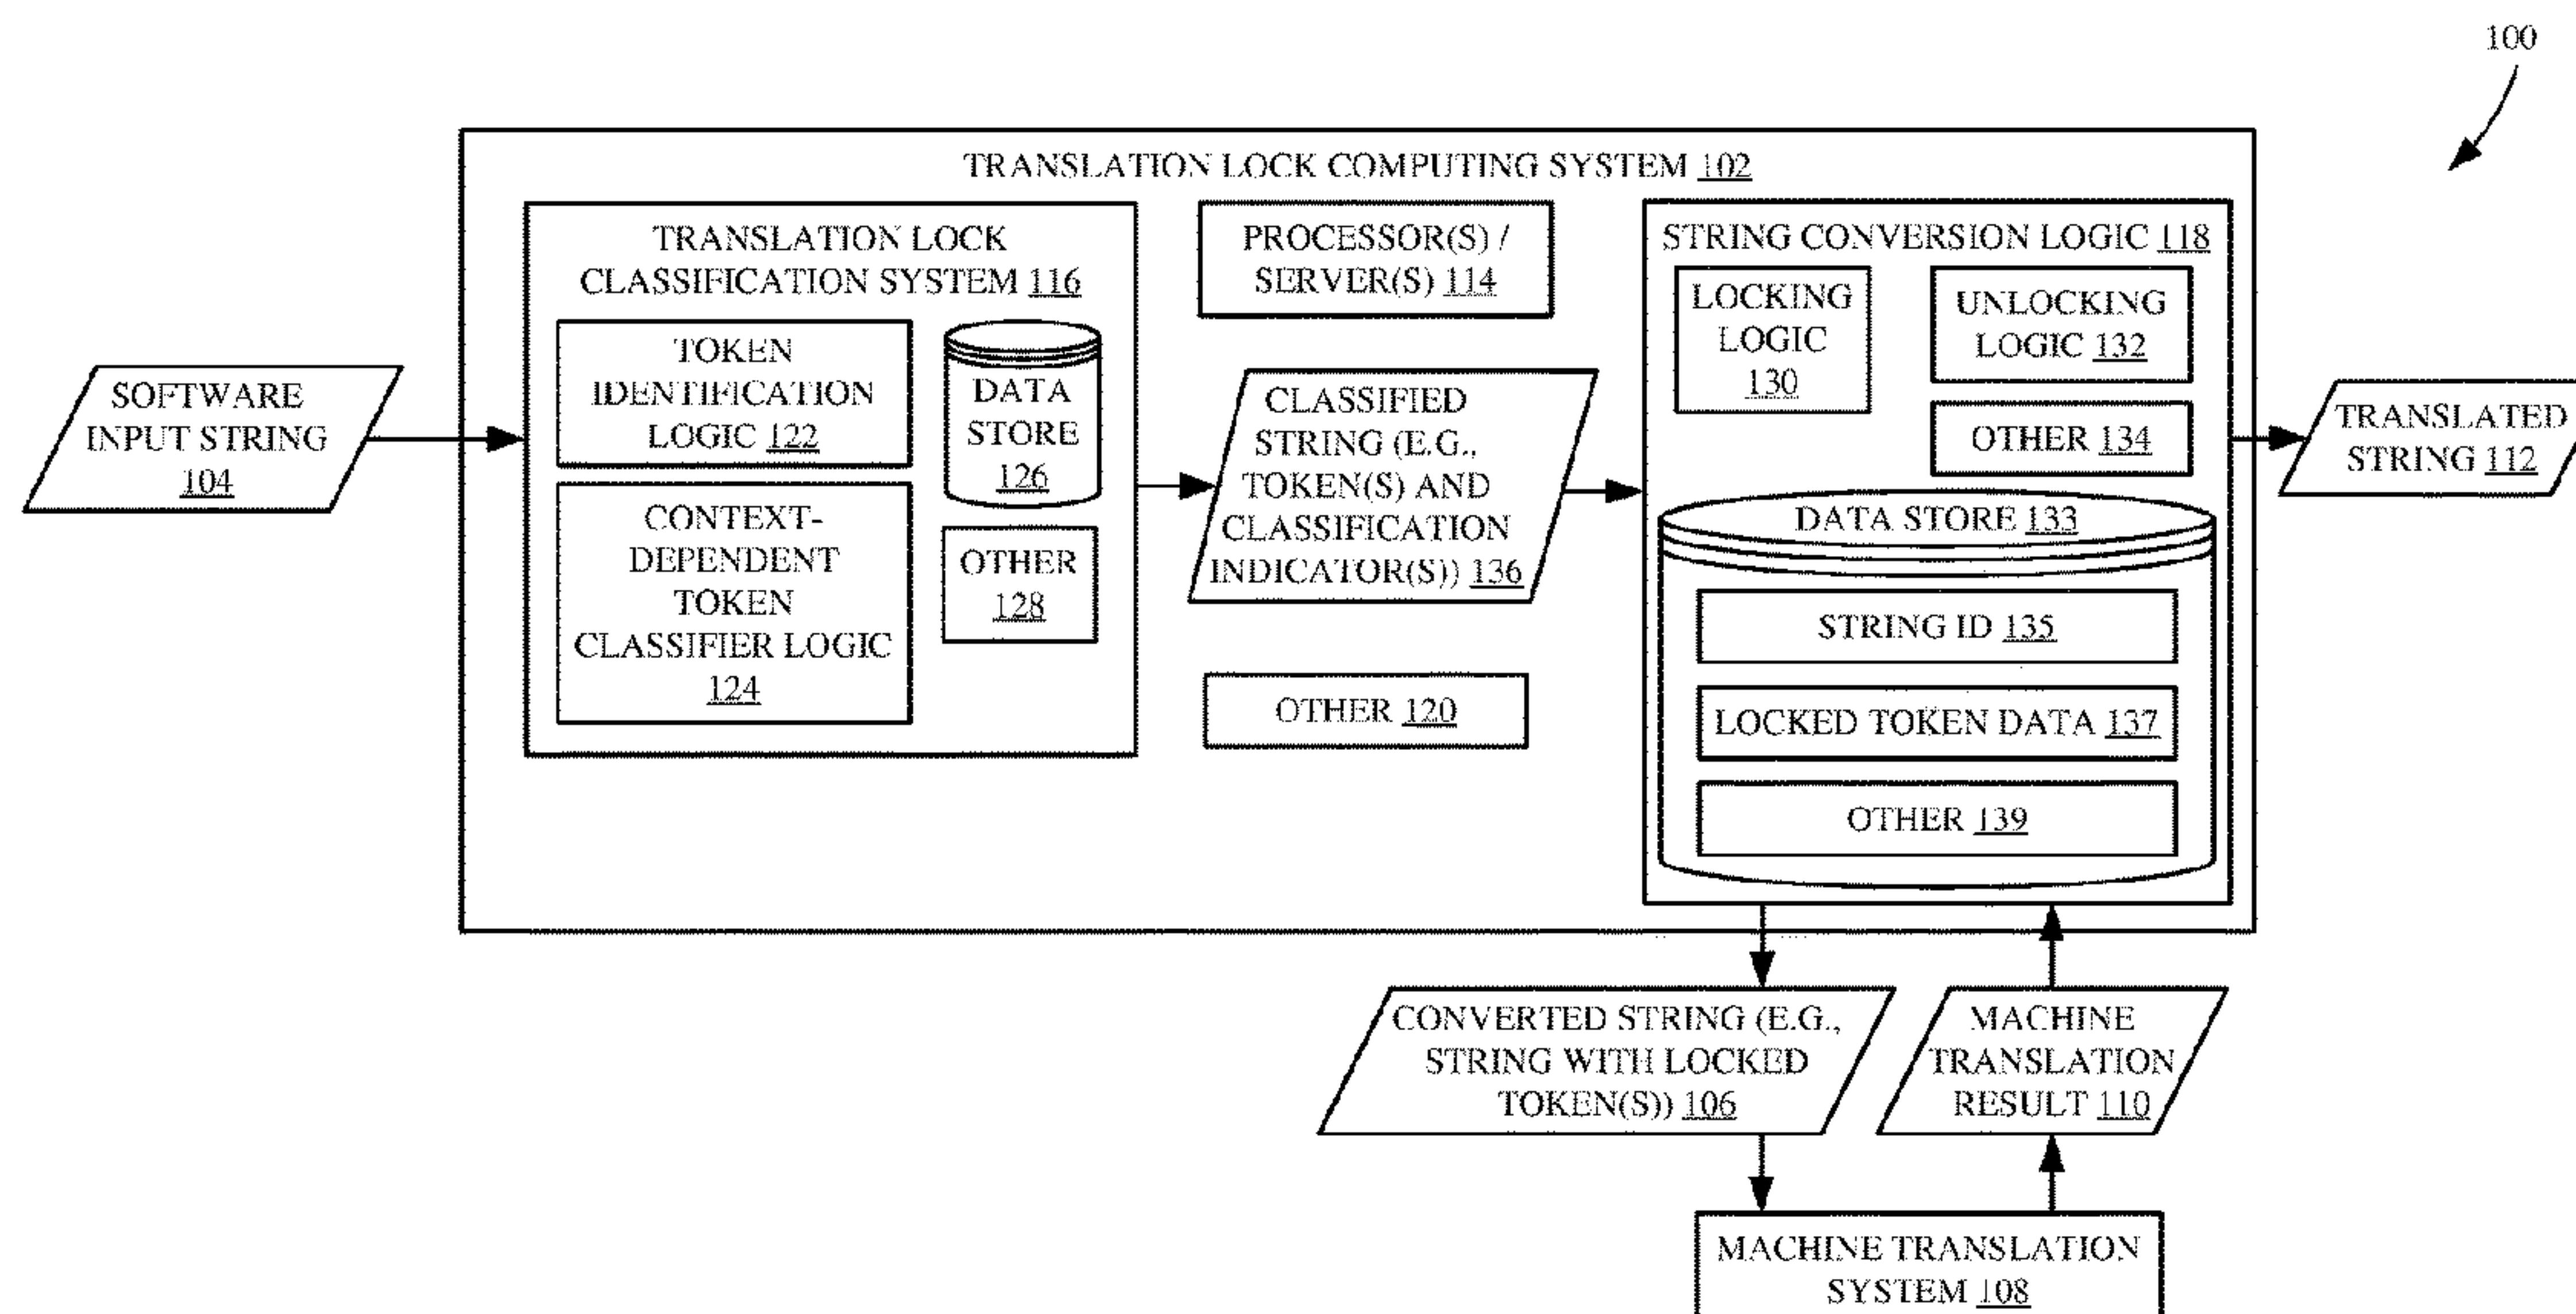 100
TRANSLATION LOCK COMPUTING SYSTEM 102
SOFTWARE
INPUT STRING
104
TRANSLATION LOCK
CLASSIFICATION SYSTEM 116
TOKEN
IDENTIFICATION
LOGIC 122
CONTEXT-
DEPENDENT
TOKEN
CLASSIFIER LOGIC
124
DATA
STORE
126
OTHER
128
PROCESSOR(S) /
SERVER(S) 114
CLASSIFIED
STRING (E.G.,
TOKEN(S) AND
CLASSIFICATION
INDICATOR(S)) 136
OTHER 120
STRING CONVERSION LOGIC 118
LOCKING
LOGIC
130
UNLOCKING
LOGIC 132
OTHER 134
DATA STORE 133
STRING ID 135
LOCKED TOKEN DATA 137
OTHER 139
TRANSLATED
STRING 112
CONVERTED STRING (E.G.,
STRING WITH LOCKED
TOKEN(S)) 106
MACHINE
TRANSLATION
RESULT 110
MACHINE TRANSLATION
SYSTEM 108